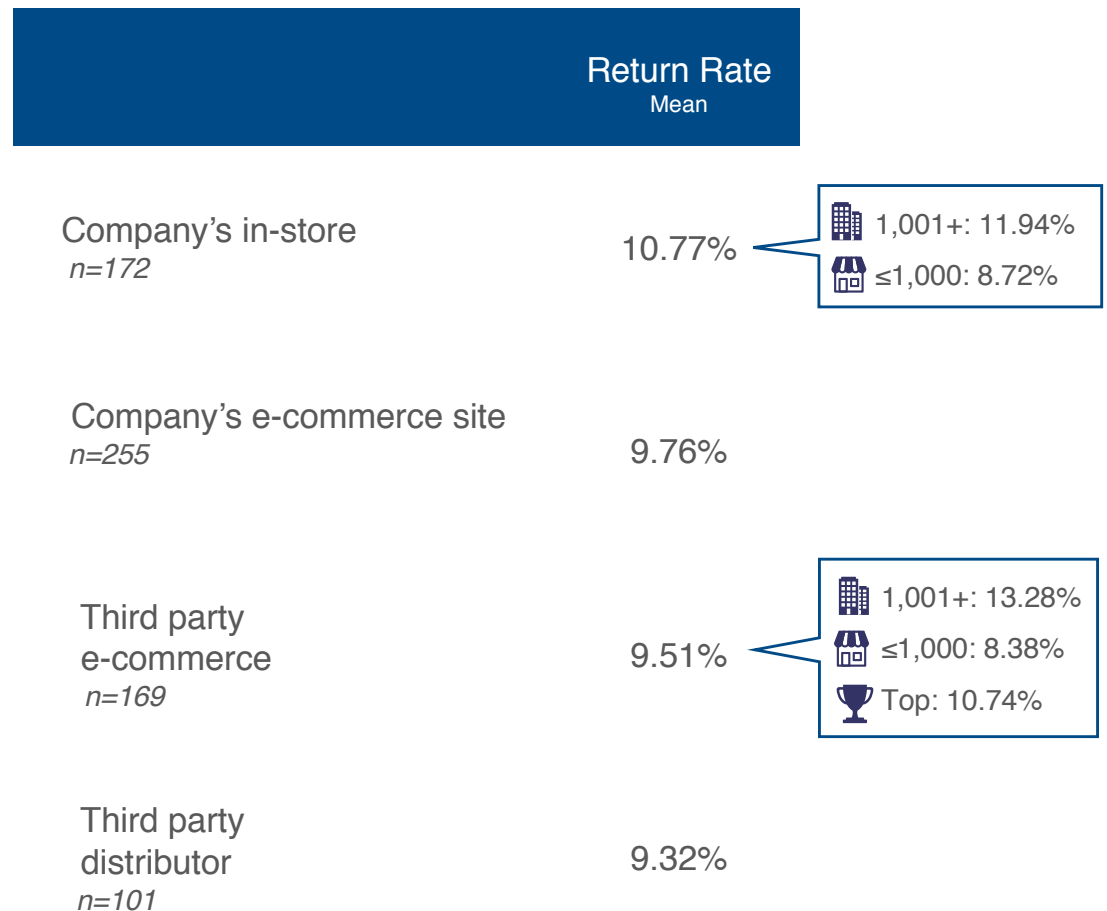 Return Rate
Mean
Company’s in-store
n=172
10.77%
1,001+: 11.94%
≤1,000: 8.72%
Company’s e-commerce site
n=255
9.76%
Third party
e-commerce
n=169
9.51%
1,001+: 13.28%
≤1,000: 8.38%
Top: 10.74%
Third party
distributor
n=101
9.32%